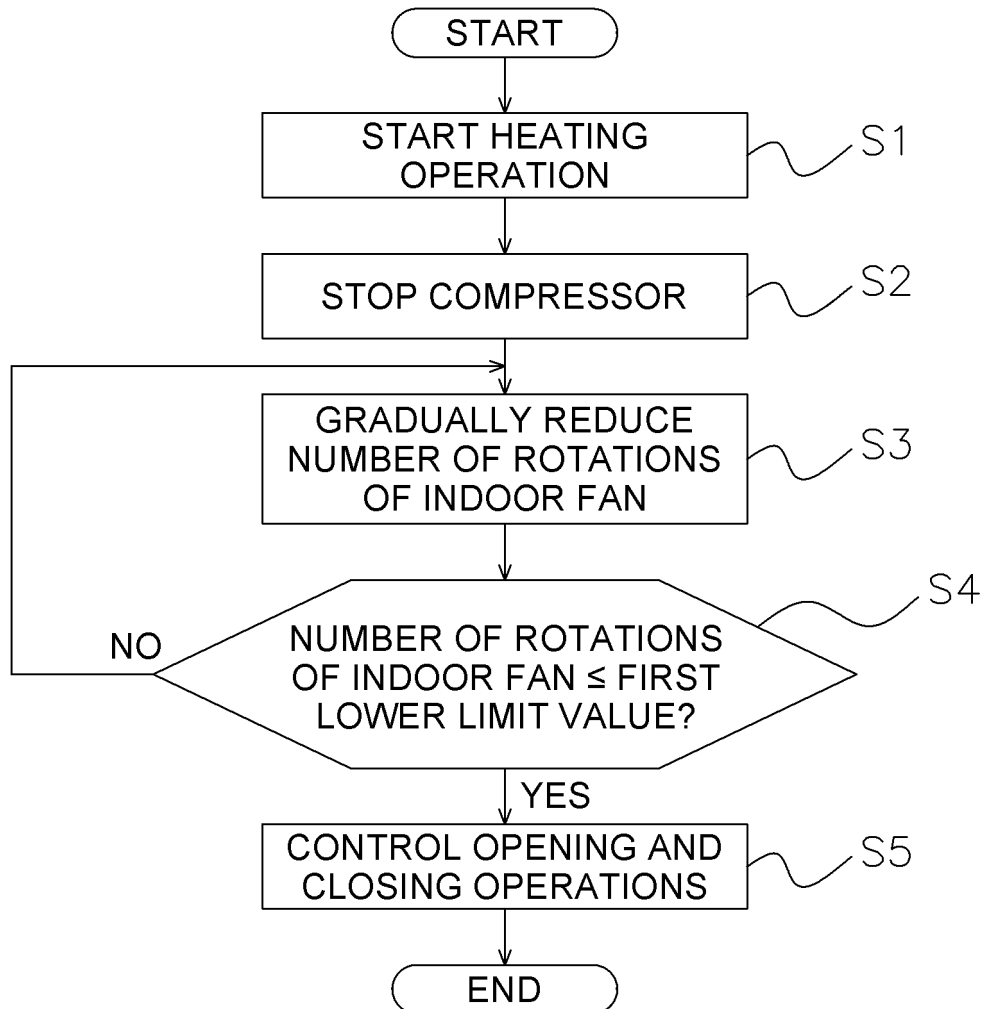 START
START HEATING
OPERATION
S1
STOP COMPRESSOR
S2
GRADUALLY REDUCE
NUMBER OF ROTATIONS
OF INDOOR FAN
S3
NUMBER OF ROTATIONS
OF INDOOR FAN ≤ FIRST
LOWER LIMIT VALUE?
S4
NO
YES
CONTROL OPENING AND
CLOSING OPERATIONS
S5
END